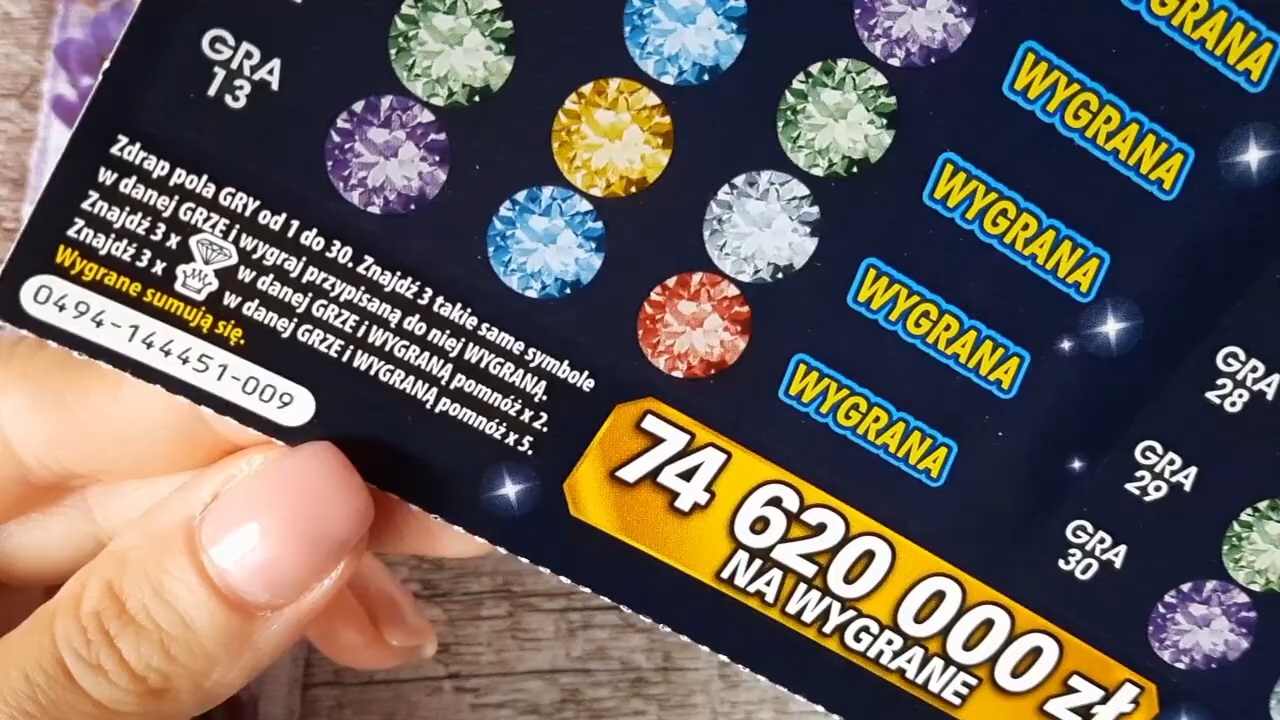 GRA
13
Zdrap pola GRY od 1 do 30. Znajdź 3 takie same symbole
w danej GRZE i wygraj przypisaną do niej WYGRANĄ.
Znajdź 3 x w danej GRZE i WYGRANĄ pomnóż x 2.
Znajdź 3 x w danej GRZE i WYGRANĄ pomnóż x 5.
Wygrane sumują się.
0494-144451-009
WYGRANA
WYGRANA
WYGRANA
WYGRANA
WYGRANA
74 620 000 zł
NA WYGRANE
GRA
28
GRA
29
GRA
30